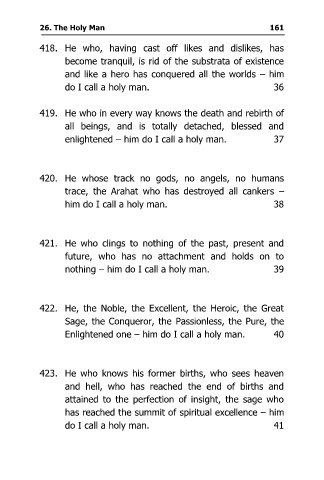 26. The Holy Man 161
418. He who, having cast off likes and dislikes, has
become tranquil, is rid of the substrata of existence
and like a hero has conquered all the worlds – him
do I call a holy man. 36
419. He who in every way knows the death and rebirth of
all beings, and is totally detached, blessed and
enlightened – him do I call a holy man. 37
420. He whose track no gods, no angels, no humans
trace, the Arahat who has destroyed all cankers –
him do I call a holy man. 38
421. He who clings to nothing of the past, present and
future, who has no attachment and holds on to
nothing – him do I call a holy man. 39
422. He, the Noble, the Excellent, the Heroic, the Great
Sage, the Conqueror, the Passionless, the Pure, the
Enlightened one – him do I call a holy man. 40
423. He who knows his former births, who sees heaven
and hell, who has reached the end of births and
attained to the perfection of insight, the sage who
has reached the summit of spiritual excellence – him
do I call a holy man. 41